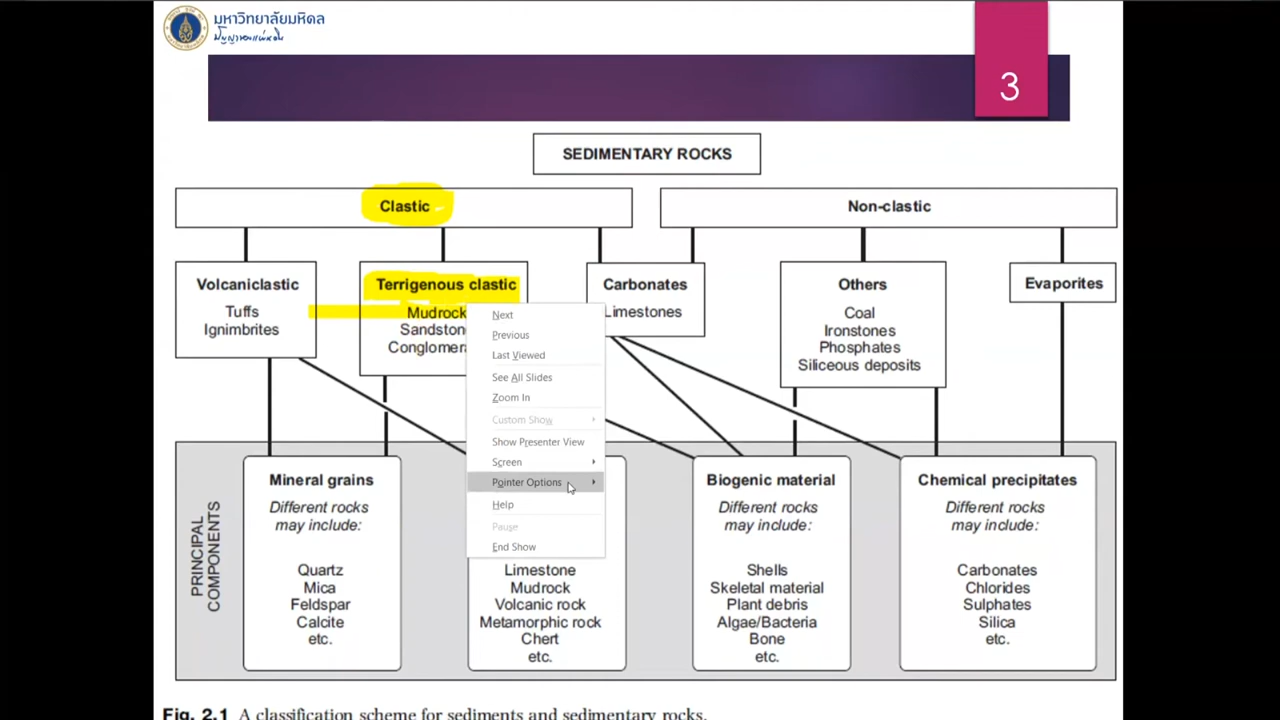 มหาวิทยาลัยมหิดล
ปัญญาของแผ่นดิน
3
SEDIMENTARY ROCKS
Clastic
Non-clastic
Volcaniclastic
Tuffs
Ignimbrites
Terrigenous clastic
Mudrock
Sandston
Conglomer
Carbonates
Limestones
Others
Coal
Ironstones
Phosphates
Siliceous deposits
Evaporites
Next
Previous
Last Viewed
See All Slides
Zoom In
Custom Show
Show Presenter View
Screen
Pointer Options
Help
Pause
End Show
PRINCIPAL
COMPONENTS
Mineral grains
Different rocks
may include:
Quartz
Mica
Feldspar
Calcite
etc.
Limestone
Mudrock
Volcanic rock
Metamorphic rock
Chert
etc.
Biogenic material
Different rocks
may include:
Shells
Skeletal material
Plant debris
Algae/Bacteria
Bone
etc.
Chemical precipitates
Different rocks
may include:
Carbonates
Chlorides
Sulphates
Silica
etc.
Fig. 2.1 A classification scheme for sediments and sedimentary rocks.